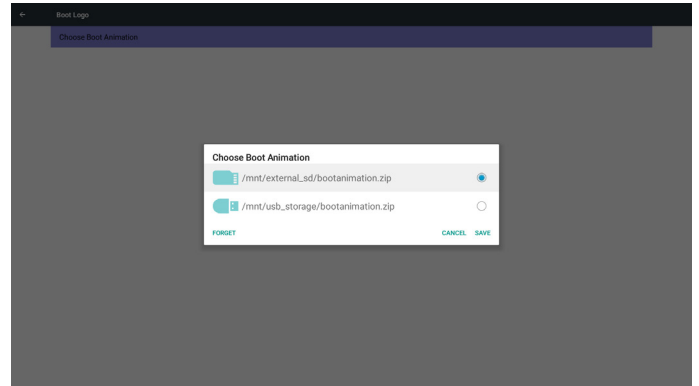 Boot Logo
Choose Boot Animation
Choose Boot Animation
/mnt/external_sd/bootanimation.zip
/mnt/usb_storage/bootanimation.zip
FORGET CANCEL SAVE